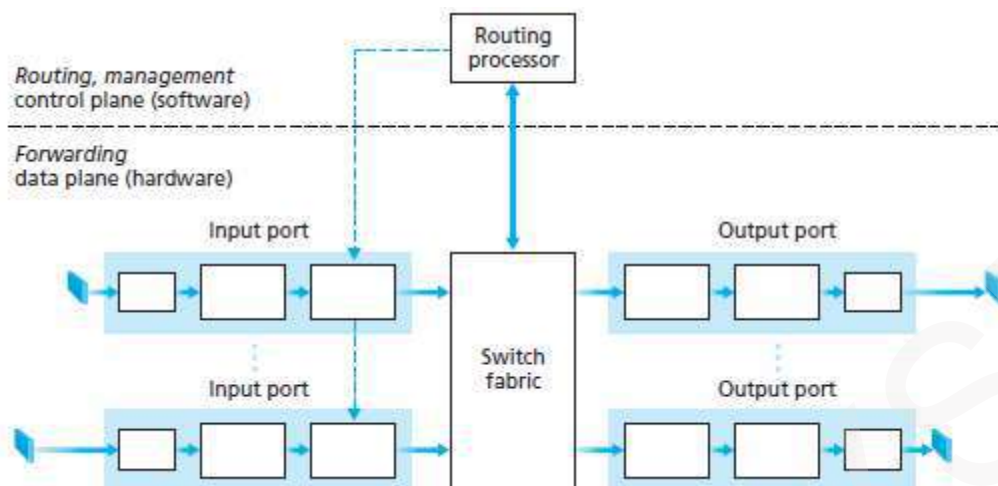 Routing
processor
Routing, management
control plane (software)
Forwarding
data plane (hardware)
Input port
Output port
Switch
fabric
Input port
Output port